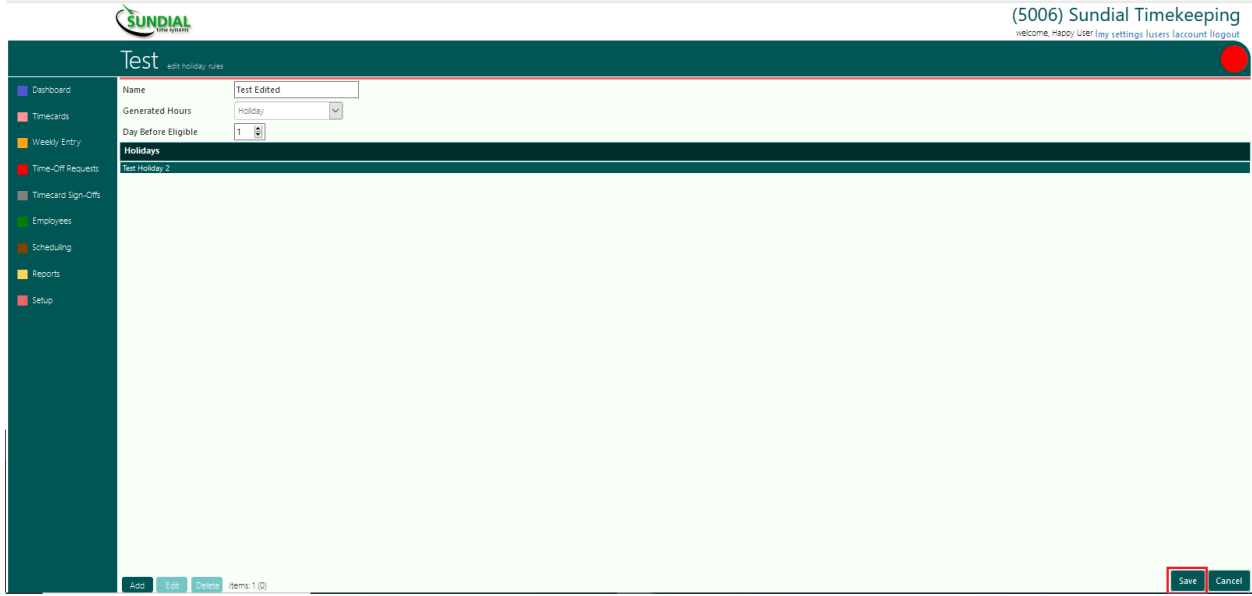 SUNDIAL
time systems
(5006) Sundial Timekeeping
welcome, Happy User |my settings |users |account |logout
Test edit holiday rules
Dashboard
Timecards
Weekly Entry
Time-Off Requests
Timecard Sign-Offs
Employees
Scheduling
Reports
Setup
Name Test Edited
Generated Hours Holiday
Day Before Eligible 1
Holidays
Test Holiday 2
Add Edit Delete Items: 1 (0)
Save Cancel